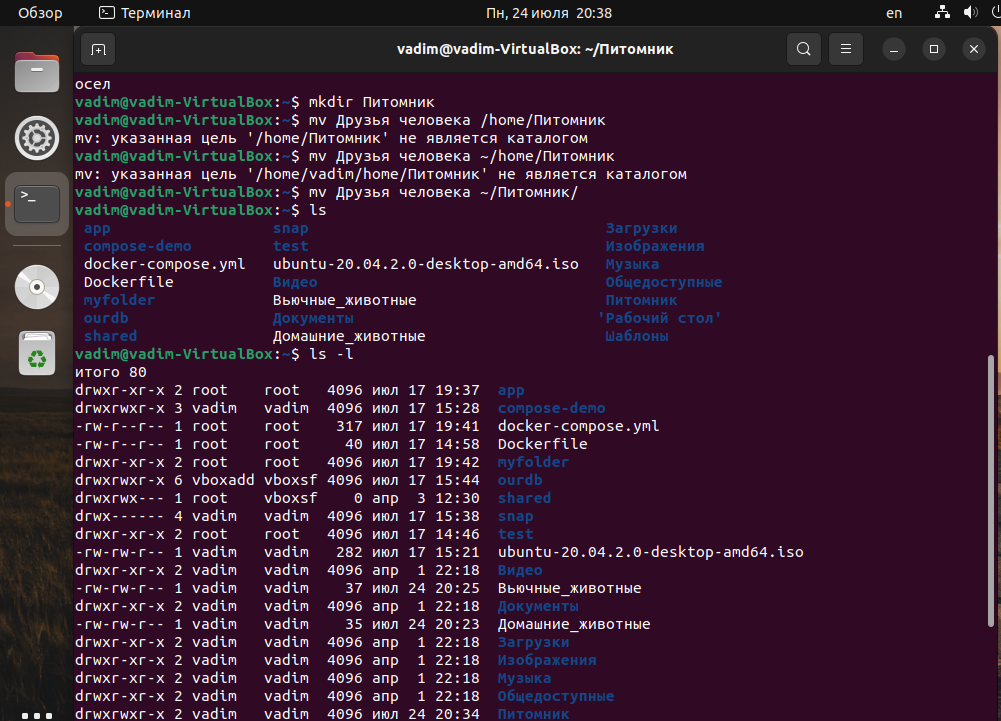 Обзор Терминал Пн, 24 июля 20:38 en
vadim@vadim-VirtualBox: ~/Питомник
осел
vadim@vadim-VirtualBox:~$ mkdir Питомник
vadim@vadim-VirtualBox:~$ mv Друзья человека /home/Питомник
mv: указанная цель '/home/Питомник' не является каталогом
vadim@vadim-VirtualBox:~$ mv Друзья человека ~/home/Питомник
mv: указанная цель '/home/vadim/home/Питомник' не является каталогом
vadim@vadim-VirtualBox:~$ mv Друзья человека ~/Питомник/
vadim@vadim-VirtualBox:~$ ls
app snap Загрузки
compose-demo test Изображения
docker-compose.yml ubuntu-20.04.2.0-desktop-amd64.iso Музыка
Dockerfile Видео Общедоступные
myfolder Вьючные_животные Питомник
ourdb Документы 'Рабочий стол'
shared Домашние_животные Шаблоны
vadim@vadim-VirtualBox:~$ ls -l
итого 80
drwxr-xr-x 2 root root 4096 июл 17 19:37 app
drwxrwxr-x 3 vadim vadim 4096 июл 17 15:28 compose-demo
-rw-r--r-- 1 root root 317 июл 17 19:41 docker-compose.yml
-rw-r--r-- 1 root root 40 июл 17 14:58 Dockerfile
drwxr-xr-x 2 root root 4096 июл 17 19:42 myfolder
drwxrwxr-x 6 vboxadd vboxsf 4096 июл 17 15:44 ourdb
drwxrwx--- 1 root vboxsf 0 апр 3 12:30 shared
drwx------ 4 vadim vadim 4096 июл 17 15:38 snap
drwxr-xr-x 2 root root 4096 июл 17 14:46 test
-rw-rw-r-- 1 vadim vadim 282 июл 17 15:21 ubuntu-20.04.2.0-desktop-amd64.iso
drwxr-xr-x 2 vadim vadim 4096 апр 1 22:18 Видео
-rw-rw-r-- 1 vadim vadim 37 июл 24 20:25 Вьючные_животные
drwxr-xr-x 2 vadim vadim 4096 апр 1 22:18 Документы
-rw-rw-r-- 1 vadim vadim 35 июл 24 20:23 Домашние_животные
drwxr-xr-x 2 vadim vadim 4096 апр 1 22:18 Загрузки
drwxr-xr-x 2 vadim vadim 4096 апр 1 22:18 Изображения
drwxr-xr-x 2 vadim vadim 4096 апр 1 22:18 Музыка
drwxr-xr-x 2 vadim vadim 4096 апр 1 22:18 Общедоступные
drwxrwxr-x 2 vadim vadim 4096 июл 24 20:34 Питомник